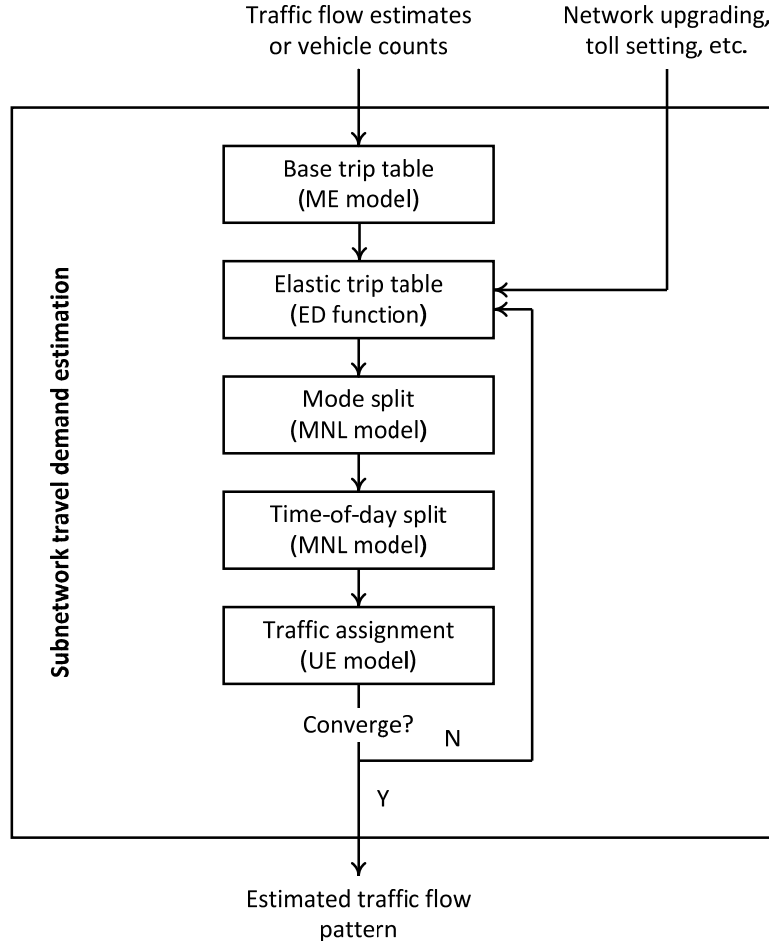 Traffic flow estimates
or vehicle counts
Network upgrading,
toll setting, etc.
Base trip table
(ME model)
Elastic trip table
(ED function)
Mode split
(MNL model)
Time-of-day split
(MNL model)
Traffic assignment
(UE model)
Converge?
N
Y
Subnetwork travel demand estimation
Estimated traffic flow
pattern